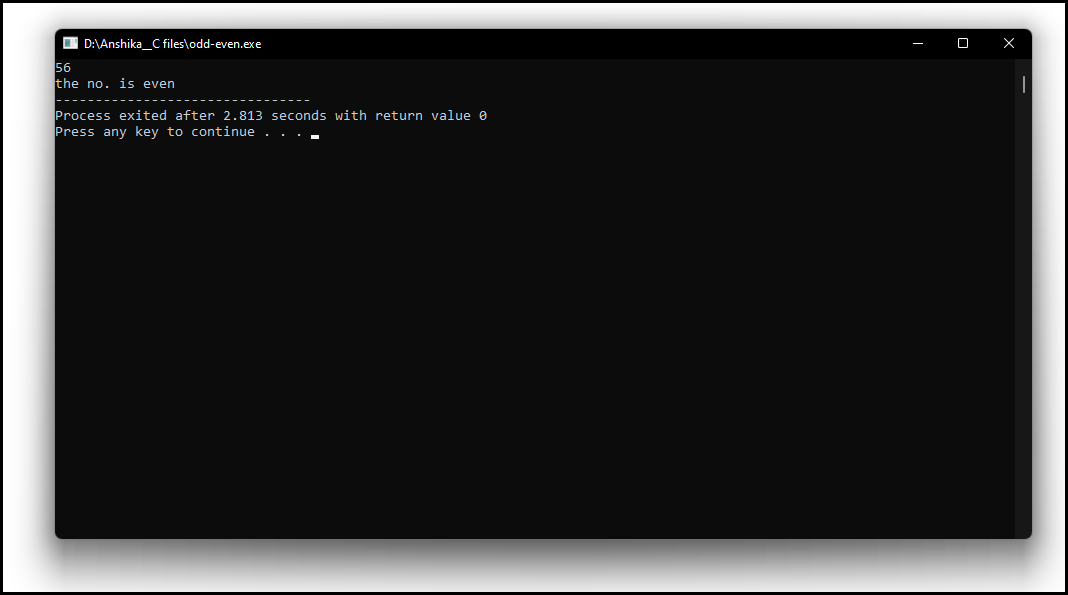 D:\Anshika__C files\odd-even.exe
56
the no. is even
--------------------------------
Process exited after 2.813 seconds with return value 0
Press any key to continue . . .